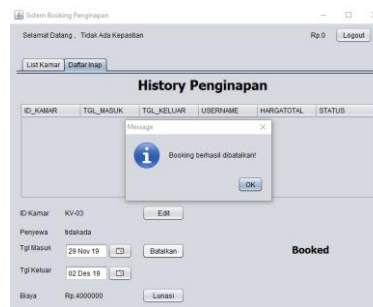 Sistem Booking Penginapan
Selamat Datang , Tidak Ada Kepastian Rp.0 Logout
List Kamar Daftar Inap
History Penginapan
ID_KAMAR TGL_MASUK TGL_KELUAR USERNAME HARGATOTAL STATUS
Message
Booking berhasil dibatalkan!
OK
ID Kamar KV-03 Edit
Penyewa tidakada
Tgl Masuk 29 Nov 19 Batalkan Booked
Tgl Keluar 02 Des 19
Biaya Rp.4000000 Lunasi